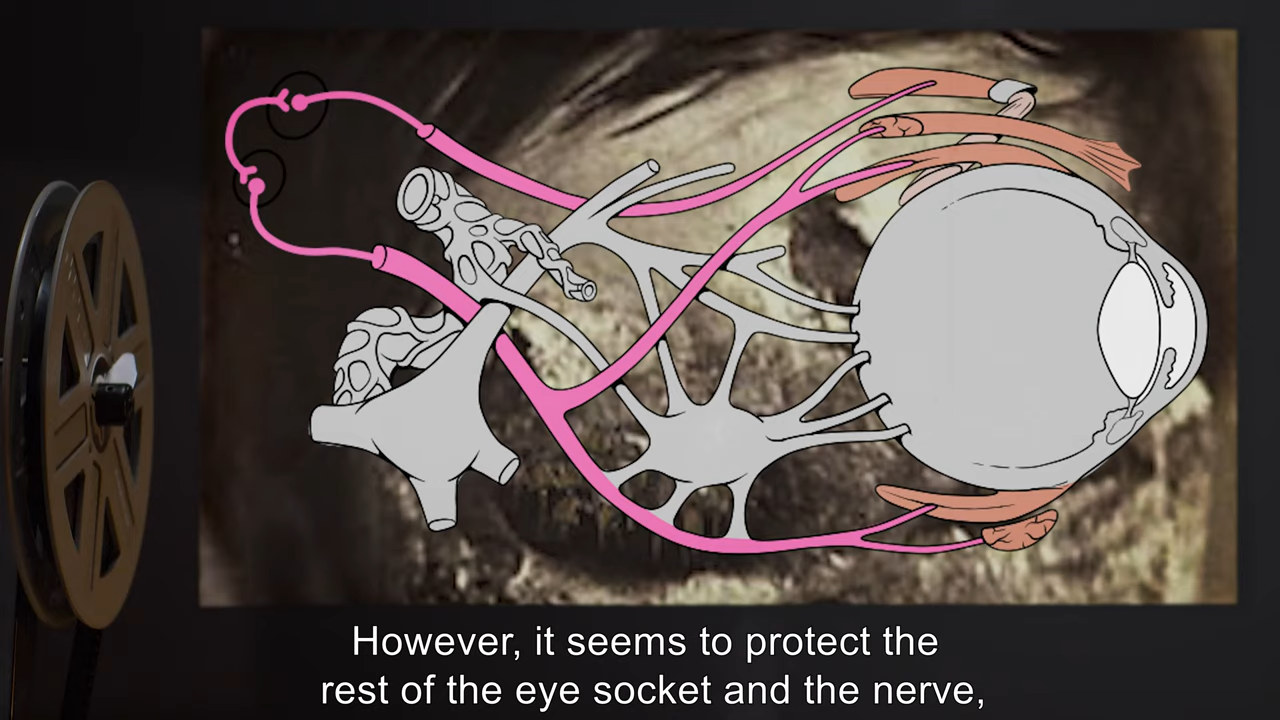 However, it seems to protect the
rest of the eye socket and the nerve,